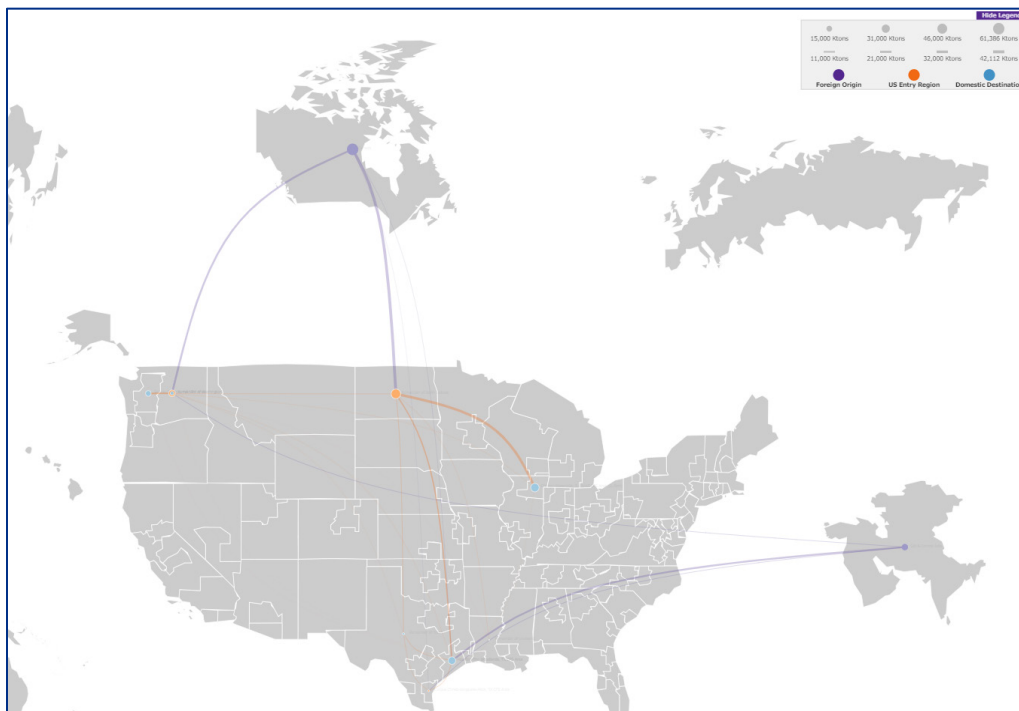 Hide Legend
15,000 Ktons 31,000 Ktons 46,000 Ktons 61,386 Ktons
11,000 Ktons 21,000 Ktons 32,000 Ktons 42,112 Ktons
Foreign Origin US Entry Region Domestic Destination